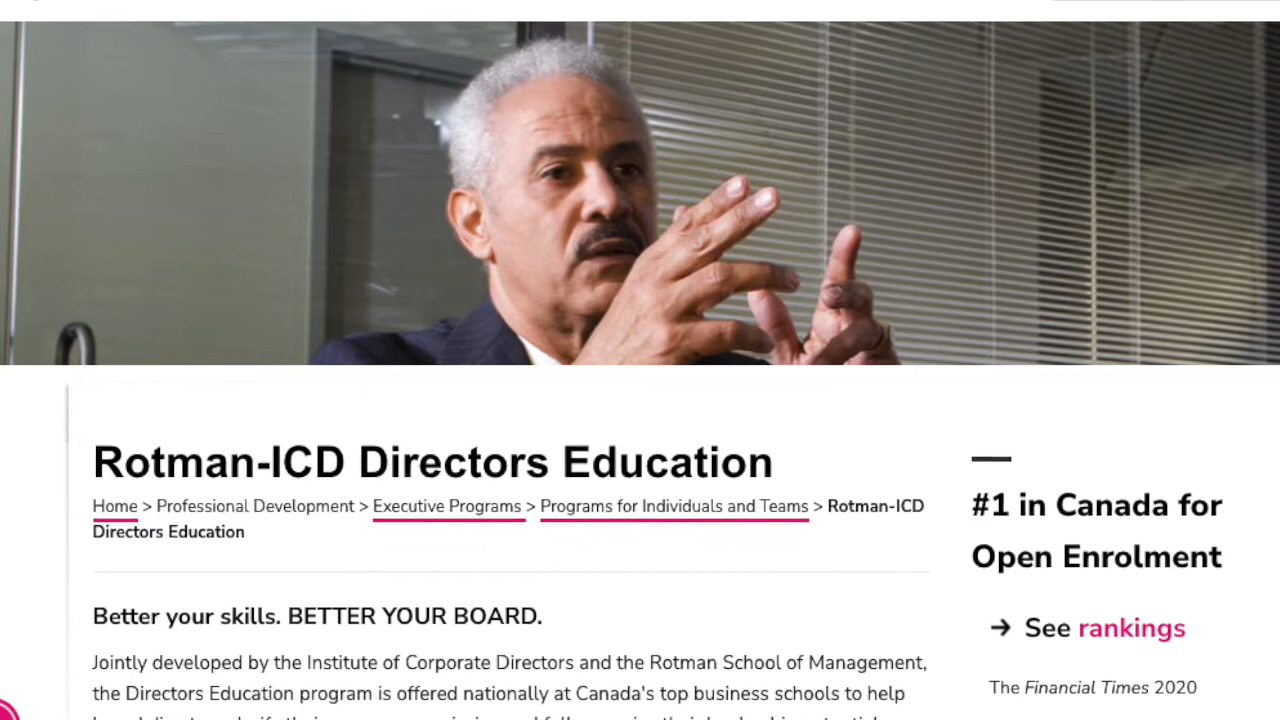 Rotman-ICD Directors Education
Home > Professional Development > Executive Programs > Programs for Individuals and Teams > Rotman-ICD
Directors Education
Better your skills. BETTER YOUR BOARD.
Jointly developed by the Institute of Corporate Directors and the Rotman School of Management,
the Directors Education program is offered nationally at Canada's top business schools to help
#1 in Canada for
Open Enrolment
→ See rankings
The Financial Times 2020